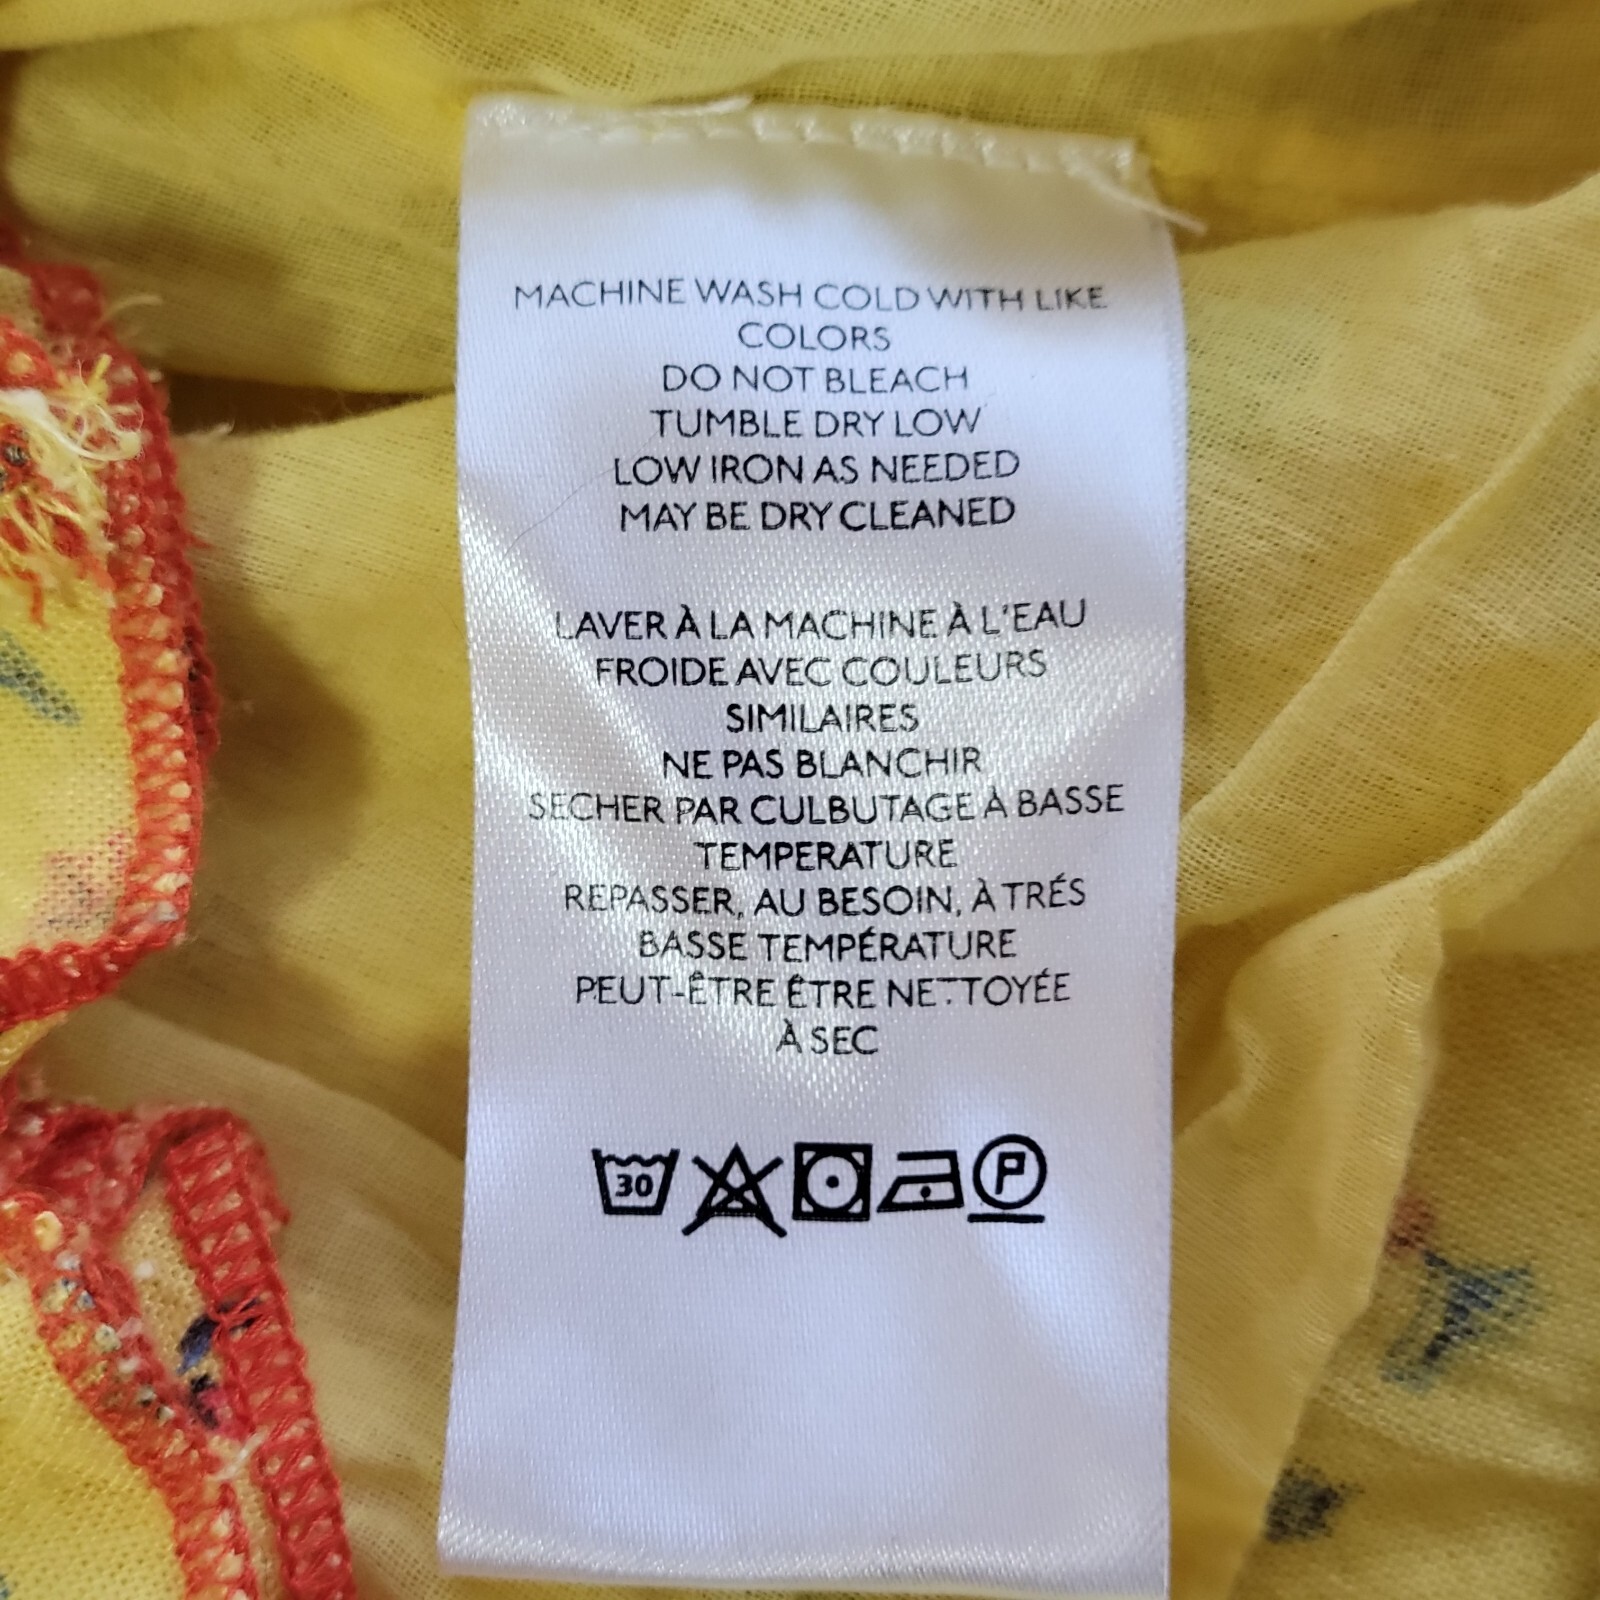 MACHINE WASH COLD WITH LIKE
COLORS
DO NOT BLEACH
TUMBLE DRY LOW
LOW IRON AS NEEDED
MAY BE DRY CLEANED
LAVER À LA MACHINE À L'EAU
FROIDE AVEC COULEURS
SIMILAIRES
NE PAS BLANCHIR
SECHER PAR CULBUTAGE À BASSE
TEMPERATURE
REPASSER, AU BESOIN, À TRÉS
BASSE TEMPÉRATURE
PEUT-ÊTRE ÊTRE NETTOYÉE
À SEC
30 P